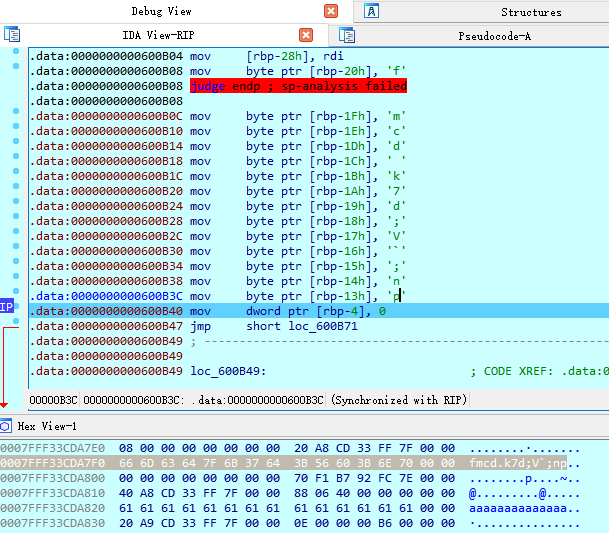 Debug View
Structures
IDA View-RIP
Pseudocode-A
.data:0000000000600B04 mov [rbp-28h], rdi
.data:0000000000600B08 mov byte ptr [rbp-20h], 'f'
.data:0000000000600B08 judge endp ; sp-analysis failed
.data:0000000000600B08
.data:0000000000600B0C mov byte ptr [rbp-1Fh], 'm'
.data:0000000000600B10 mov byte ptr [rbp-1Eh], 'c'
.data:0000000000600B14 mov byte ptr [rbp-1Dh], 'd'
.data:0000000000600B18 mov byte ptr [rbp-1Ch], ' '
.data:0000000000600B1C mov byte ptr [rbp-1Bh], 'k'
.data:0000000000600B20 mov byte ptr [rbp-1Ah], '7'
.data:0000000000600B24 mov byte ptr [rbp-19h], 'd'
.data:0000000000600B28 mov byte ptr [rbp-18h], ';'
.data:0000000000600B2C mov byte ptr [rbp-17h], 'V'
.data:0000000000600B30 mov byte ptr [rbp-16h], '`'
.data:0000000000600B34 mov byte ptr [rbp-15h], ';'
.data:0000000000600B38 mov byte ptr [rbp-14h], 'n'
.data:0000000000600B3C mov byte ptr [rbp-13h], 'p'
IP .data:0000000000600B40 mov dword ptr [rbp-4], 0
.data:0000000000600B47 jmp short loc_600B71
.data:0000000000600B49 ; ---------------------------------------------------
.data:0000000000600B49
.data:0000000000600B49 loc_600B49: ; CODE XREF: .data:0
00000B3C 0000000000600B3C: .data:0000000000600B3C (Synchronized with RIP)
Hex View-1
0007FFF33CDA7E0 08 00 00 00 00 00 00 00 20 A8 CD 33 FF 7F 00 00 ........·.......
0007FFF33CDA7F0 66 6D 63 64 7F 6B 37 64 3B 56 60 3B 6E 70 00 00 fmcd.k7d;V`;np..
0007FFF33CDA800 00 00 00 00 00 00 00 00 70 F1 B7 92 FC 7E 00 00 ........p....~..
0007FFF33CDA810 40 A8 CD 33 FF 7F 00 00 88 06 40 00 00 00 00 00 @.........@.....
0007FFF33CDA820 61 61 61 61 61 61 61 61 61 61 61 61 61 61 00 00 aaaaaaaaaaaaaa..
0007FFF33CDA830 20 A9 CD 33 FF 7F 00 00 0E 00 00 00 B6 00 00 00 ·...............